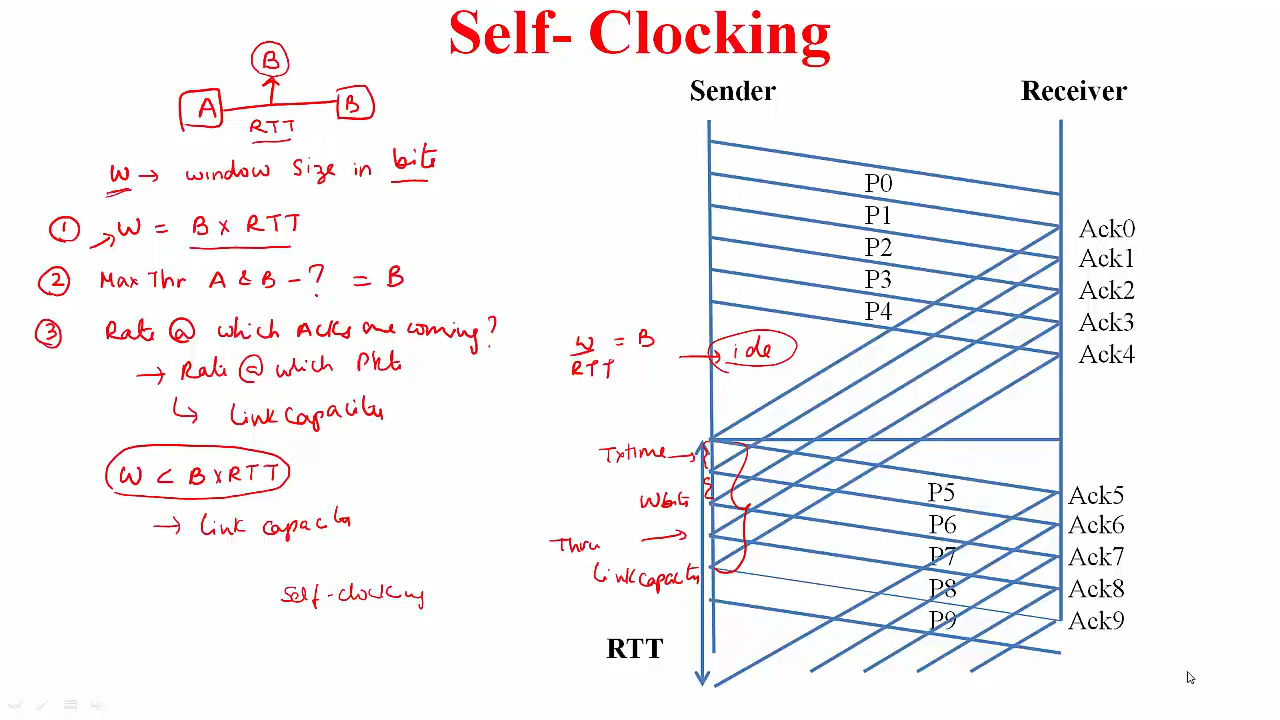 Self- Clocking
B
A
B
RTT
W → window size in bits
① W = B x RTT
② Max Thr A & B - ? = B
③ Rate @ which Acks are coming?
→ Rate @ which Pkts
↳ Link capacity
W < B x RTT
→ link capacity
self-clocking
Sender
Receiver
P0
P1
P2
P3
P4
Ack0
Ack1
Ack2
Ack3
Ack4
W
RTT
= B
→ idle
Txtime →
W bits
Thru →
Link capacity
P5
P6
P7
P8
P9
Ack5
Ack6
Ack7
Ack8
Ack9
RTT